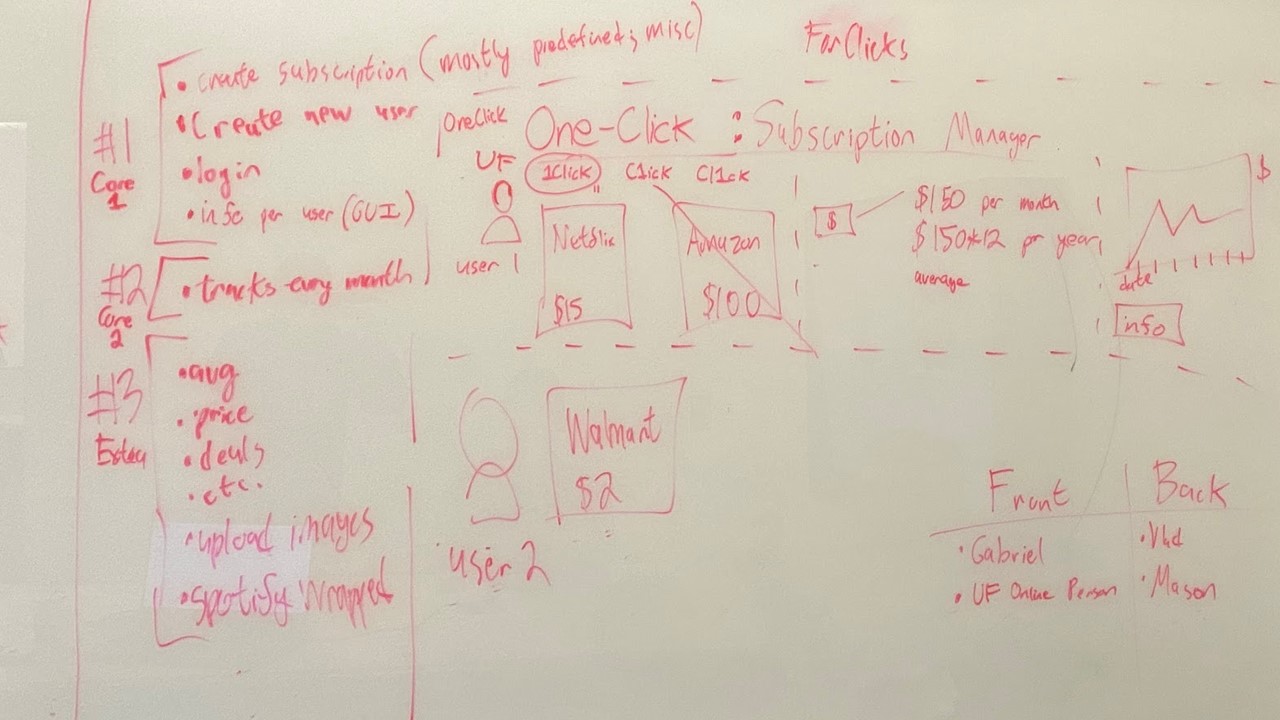 • create subscription (mostly predefined; misc)
#1
Core
1
• Create new user
• login
• info per user (GUI)
#2
Core
2
• tracks every month
#3
Extra
• avg
• price
• deals
• etc.
• upload images
• spotify wrapped
ForClicks
OneClick
One-Click : Subscription Manager
UF
1Click
C1ick
Cl1ck
user 1
Netflix
$15
Amazon
$100
$
$150 per month
$150*12 per year
average
$
date
info
user 2
Walmart
$2
Front
Back
• Gabriel
• UF Online Person
• Vlad
• Mason